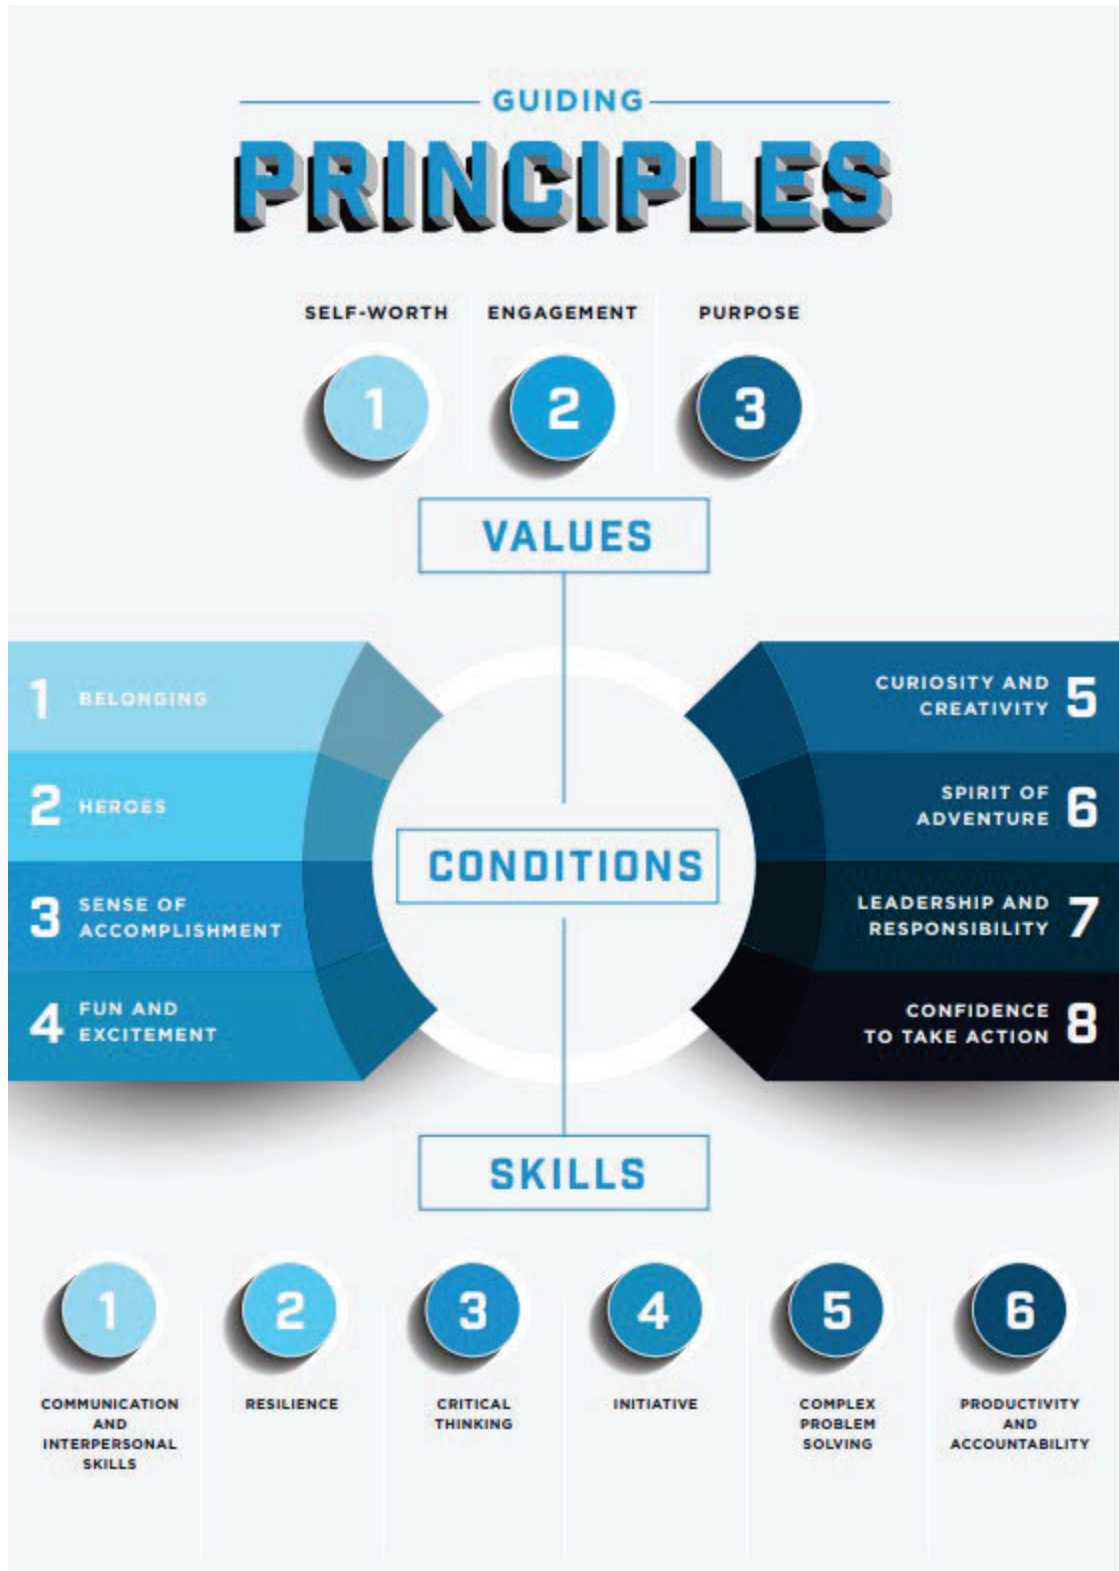 GUIDING
PRINCIPLES
SELF-WORTH
ENGAGEMENT
PURPOSE
1
2
3
VALUES
1 BELONGING
2 HEROES
3 SENSE OF
ACCOMPLISHMENT
4 FUN AND
EXCITEMENT
CONDITIONS
CURIOSITY AND
CREATIVITY 5
SPIRIT OF
ADVENTURE 6
LEADERSHIP AND
RESPONSIBILITY 7
CONFIDENCE
TO TAKE ACTION 8
SKILLS
1
COMMUNICATION
AND
INTERPERSONAL
SKILLS
2
RESILIENCE
3
CRITICAL
THINKING
4
INITIATIVE
5
COMPLEX
PROBLEM
SOLVING
6
PRODUCTIVITY
AND
ACCOUNTABILITY